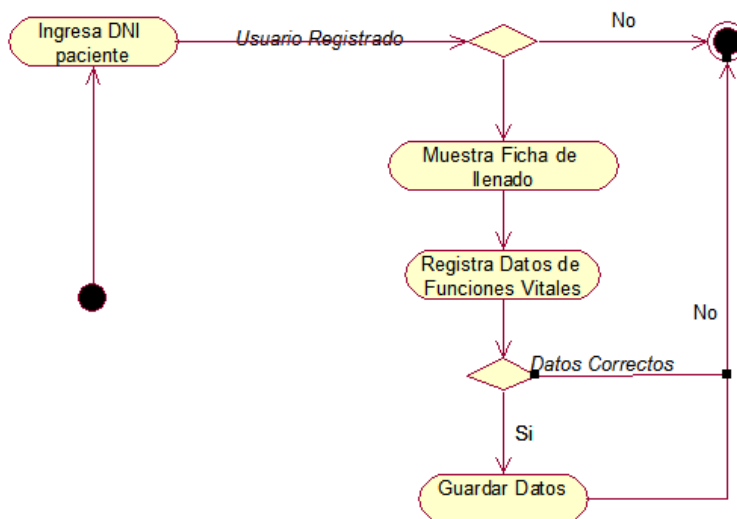 Ingresa DNI
paciente
Usuario Registrado
No
Muestra Ficha de
llenado
Registra Datos de
Funciones Vitales
No
Datos Correctos
Si
Guardar Datos